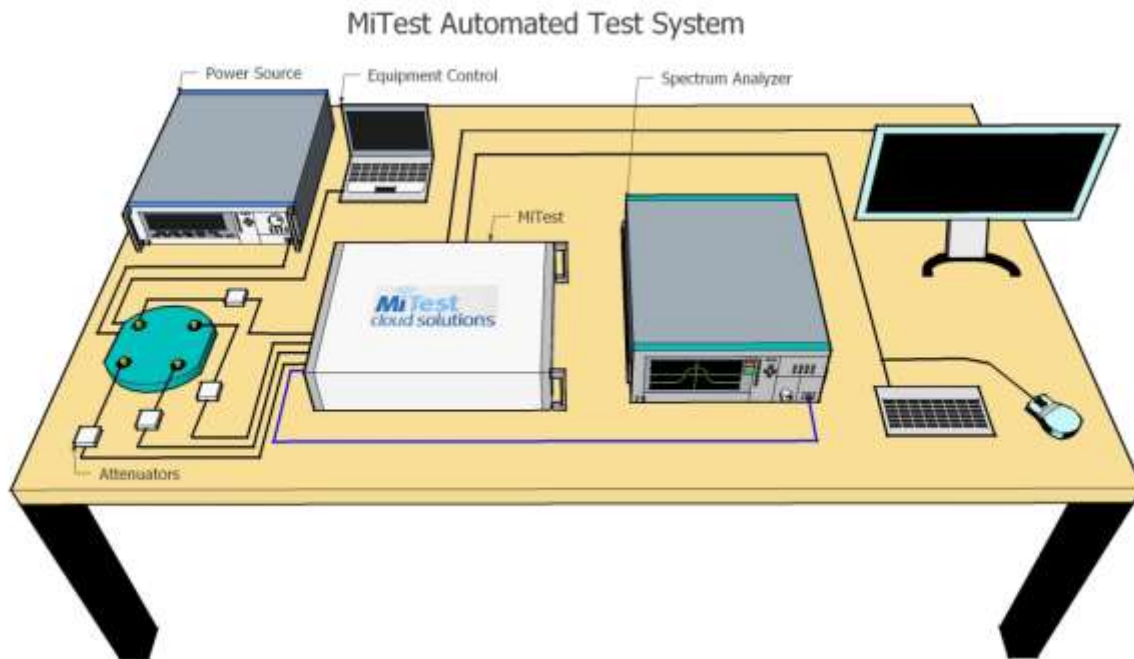 MiTest Automated Test System
Power Source
Equipment Control
Spectrum Analyzer
MiTest
MiTest
cloud solutions
Attenuators